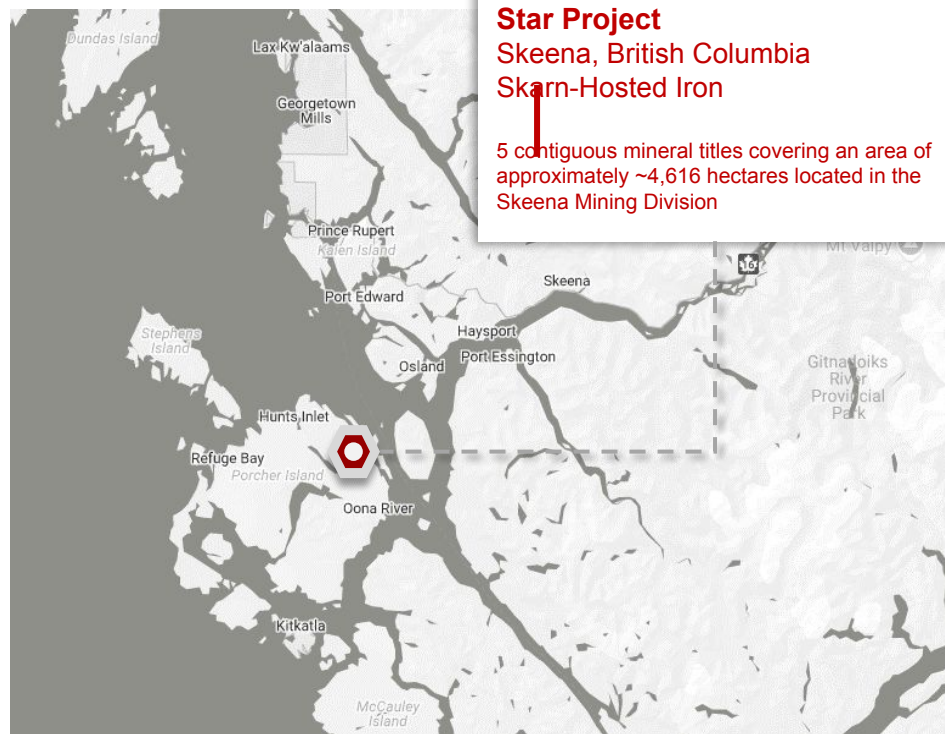 Star Project
Skeena, British Columbia
Skarn-Hosted Iron
5 contiguous mineral titles covering an area of
approximately ~4,616 hectares located in the
Skeena Mining Division
Dundas Island
Lax Kw'alaams
Georgetown
Mills
Prince Rupert
Kaien Island
Mt Valpy
16
Skeena
Port Edward
Stephens
Island
Haysport
Port Essington
Osland
Gitnadoiks
River
Provincial
Park
Hunts Inlet
Refuge Bay
Porcher Island
Oona River
Kitkatla
McCauley
Island